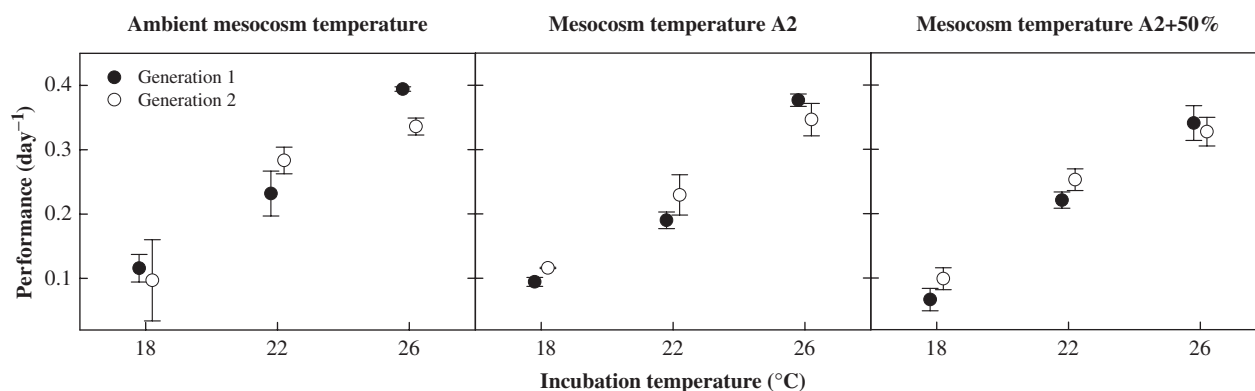 Ambient mesocosm temperature
Mesocosm temperature A2
Mesocosm temperature A2+50%
Generation 1
Generation 2
Performance (day⁻¹)
0.4
0.3
0.2
0.1
18 22 26
18 22 26
18 22 26
Incubation temperature (°C)